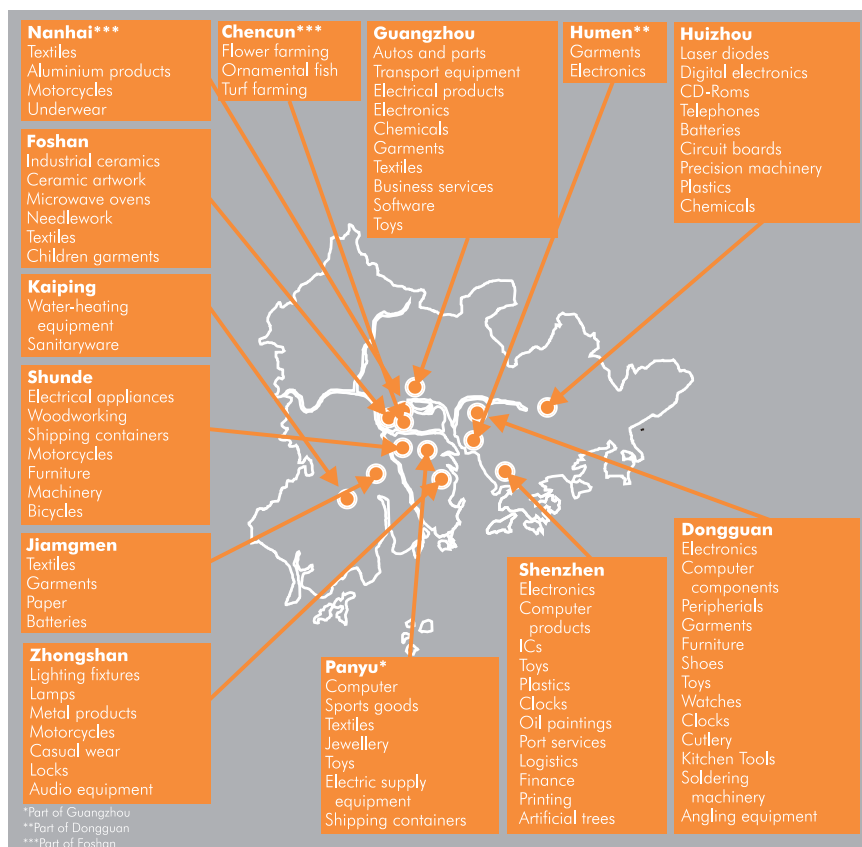 Nanhai***
Textiles
Aluminium products
Motorcycles
Underwear
Chencun***
Flower farming
Ornamental fish
Turf farming
Guangzhou
Autos and parts
Transport equipment
Electrical products
Electronics
Chemicals
Garments
Textiles
Business services
Software
Toys
Humen**
Garments
Electronics
Huizhou
Laser diodes
Digital electronics
CD-Roms
Telephones
Batteries
Circuit boards
Precision machinery
Plastics
Chemicals
Foshan
Industrial ceramics
Ceramic artwork
Microwave ovens
Needlework
Textiles
Children garments
Kaiping
Water-heating
equipment
Sanitaryware
Shunde
Electrical appliances
Woodworking
Shipping containers
Motorcycles
Furniture
Machinery
Bicycles
Jiamgmen
Textiles
Garments
Paper
Batteries
Zhongshan
Lighting fixtures
Lamps
Metal products
Motorcycles
Casual wear
Locks
Audio equipment
Panyu*
Computer
Sports goods
Textiles
Jewellery
Toys
Electric supply
equipment
Shipping containers
Shenzhen
Electronics
Computer
products
ICs
Toys
Plastics
Clocks
Oil paintings
Port services
Logistics
Finance
Printing
Artificial trees
Dongguan
Electronics
Computer
components
Peripherials
Garments
Furniture
Shoes
Toys
Watches
Clocks
Cutlery
Kitchen Tools
Soldering
machinery
Angling equipment
*Part of Guangzhou
**Part of Dongguan
***Part of Foshan